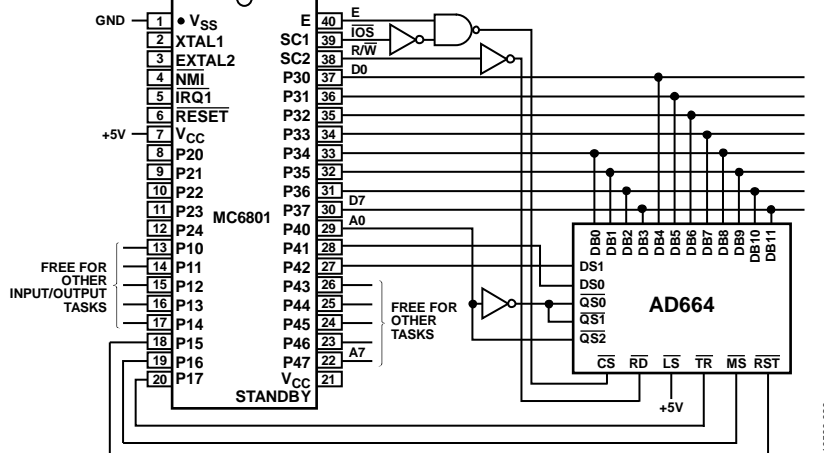 GND
1 • VSS
2 XTAL1
3 EXTAL2
4 NMI
5 IRQ1
6 RESET
+5V
7 VCC
8 P20
9 P21
10 P22
11 P23
12 P24
13 P10
14 P11
15 P12
16 P13
17 P14
18 P15
19 P16
20 P17
FREE FOR
OTHER
INPUT/OUTPUT
TASKS
MC6801
E 40 E
SC1 39 IOS
SC2 38 R/W
P30 37 D0
P31 36
P32 35
P33 34
P34 33
P35 32
P36 31
P37 30 D7
P40 29 A0
P41 28
P42 27
P43 26
P44 25
P45 24
P46 23
P47 22 A7
VCC 21
STANDBY
FREE FOR
OTHER
TASKS
DB0 DB1 DB2 DB3 DB4 DB5 DB6 DB7 DB8 DB9 DB10 DB11
DS1
DS0
QS0
QS1
QS2
AD664
CS RD LS TR MS RST
+5V